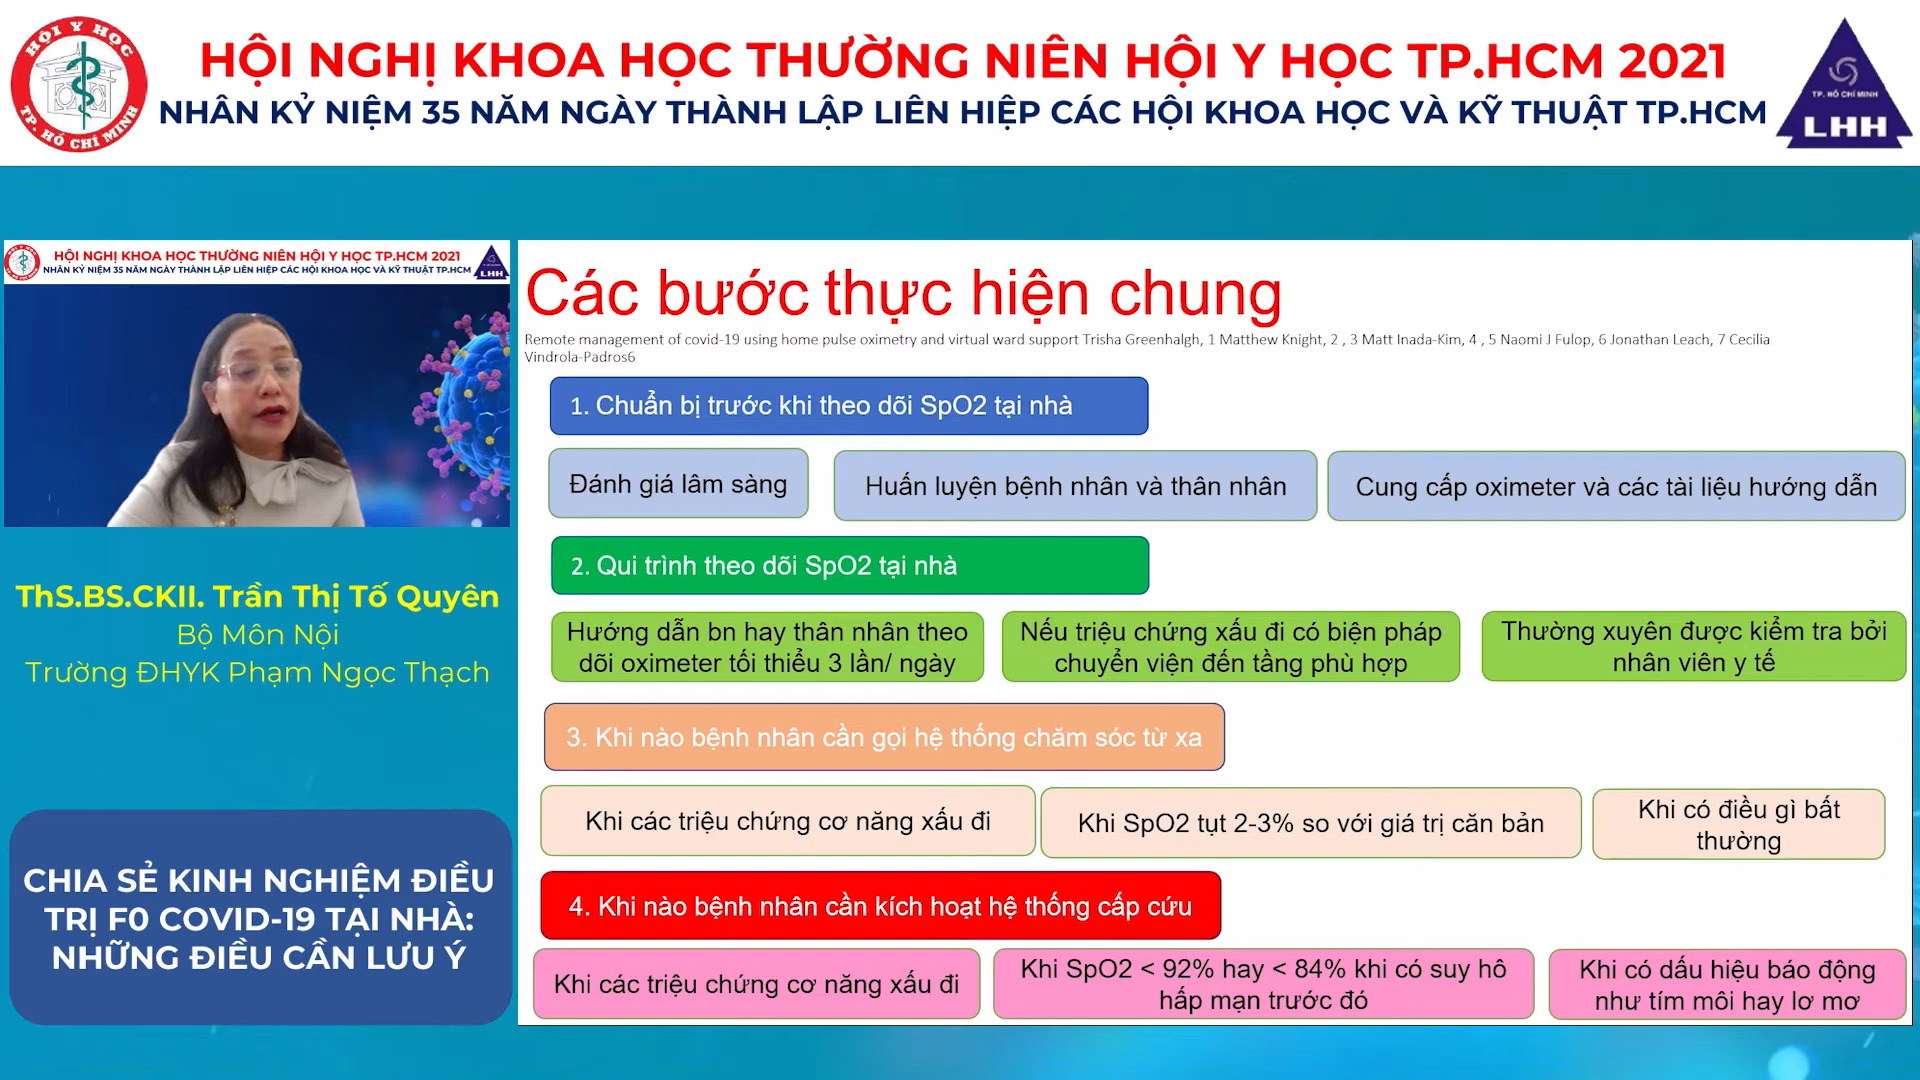 HỘI NGHỊ KHOA HỌC THƯỜNG NIÊN HỘI Y HỌC TP.HCM 2021
NHÂN KỶ NIỆM 35 NĂM NGÀY THÀNH LẬP LIÊN HIỆP CÁC HỘI KHOA HỌC VÀ KỸ THUẬT TP.HCM
HỘI Y HỌC
TP. HỒ CHÍ MINH
TP. HỒ CHÍ MINH
LHH
HỘI NGHỊ KHOA HỌC THƯỜNG NIÊN HỘI Y HỌC TP.HCM 2021
NHÂN KỶ NIỆM 35 NĂM NGÀY THÀNH LẬP LIÊN HIỆP CÁC HỘI KHOA HỌC VÀ KỸ THUẬT TP.HCM
LHH
ThS.BS.CKII. Trần Thị Tố Quyên
Bộ Môn Nội
Trường ĐHYK Phạm Ngọc Thạch
CHIA SẺ KINH NGHIỆM ĐIỀU
TRỊ F0 COVID-19 TẠI NHÀ:
NHỮNG ĐIỀU CẦN LƯU Ý
Các bước thực hiện chung
Remote management of covid-19 using home pulse oximetry and virtual ward support Trisha Greenhalgh, 1 Matthew Knight, 2 , 3 Matt Inada-Kim, 4 , 5 Naomi J Fulop, 6 Jonathan Leach, 7 Cecilia
Vindrola-Padros6
1. Chuẩn bị trước khi theo dõi SpO2 tại nhà
Đánh giá lâm sàng
Huấn luyện bệnh nhân và thân nhân
Cung cấp oximeter và các tài liệu hướng dẫn
2. Qui trình theo dõi SpO2 tại nhà
Hướng dẫn bn hay thân nhân theo
dõi oximeter tối thiểu 3 lần/ ngày
Nếu triệu chứng xấu đi có biện pháp
chuyển viện đến tầng phù hợp
Thường xuyên được kiểm tra bởi
nhân viên y tế
3. Khi nào bệnh nhân cần gọi hệ thống chăm sóc từ xa
Khi các triệu chứng cơ năng xấu đi
Khi SpO2 tụt 2-3% so với giá trị căn bản
Khi có điều gì bất
thường
4. Khi nào bệnh nhân cần kích hoạt hệ thống cấp cứu
Khi các triệu chứng cơ năng xấu đi
Khi SpO2 < 92% hay < 84% khi có suy hô
hấp mạn trước đó
Khi có dấu hiệu báo động
như tím môi hay lơ mơ